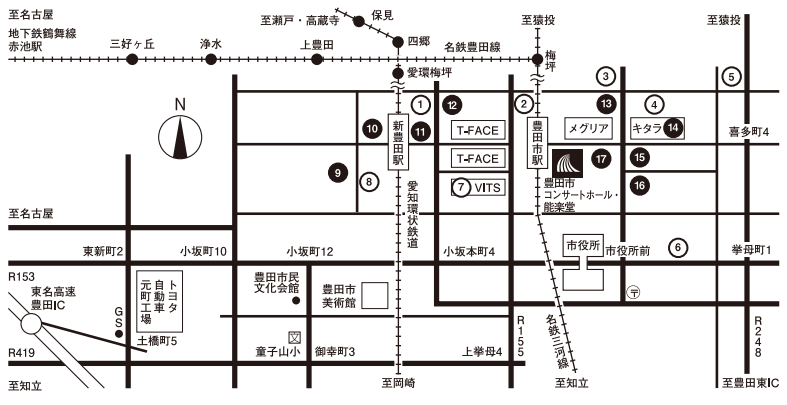 至名古屋
地下鉄鶴舞線
赤池駅
三好ヶ丘
浄水
上豊田
至瀬戸・高蔵寺
保見
四郷
名鉄豊田線
愛環梅坪
至猿投
梅坪
至猿投
N
①
⑫
②
③
⑬
④
⑤
⑩
新豊田駅
⑪
T-FACE
豊田市駅
メグリア
キタラ
⑭
喜多町4
T-FACE
⑰
⑮
⑨
⑧
⑦
VITS
⑯
豊田市
コンサートホール・
能楽堂
愛知環状鉄道
至名古屋
東新町2
小坂町10
小坂町12
小坂本町4
市役所
市役所前
⑥
挙母町1
R153
東名高速
豊田IC
GS
トヨタ
自動車
元町工場
土橋町5
豊田市民
文化会館
豊田市
美術館
〒
文
童子山小
御幸町3
上挙母4
R155
名鉄三河線
R248
R419
至知立
至岡崎
至知立
至豊田東IC